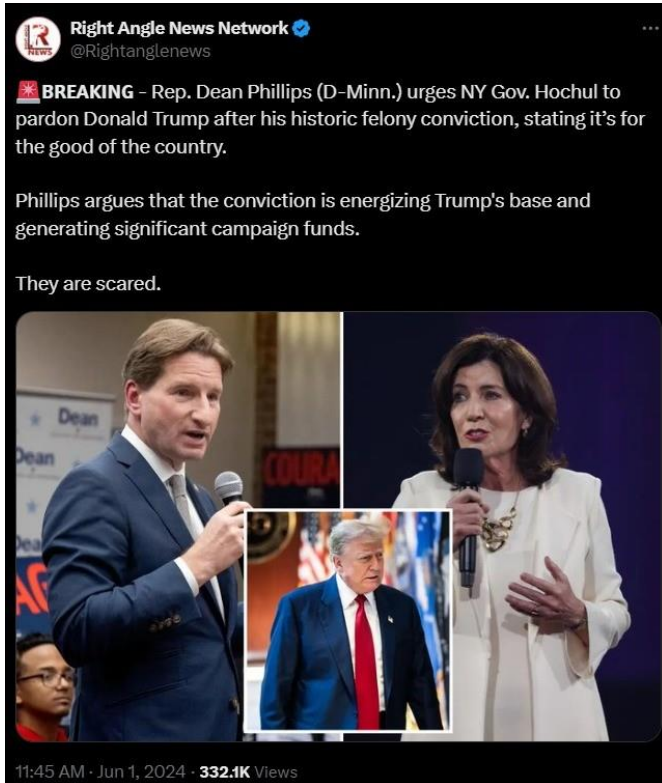 Right Angle News Network
@Rightanglenews
🚨BREAKING - Rep. Dean Phillips (D-Minn.) urges NY Gov. Hochul to
pardon Donald Trump after his historic felony conviction, stating it’s for
the good of the country.
Phillips argues that the conviction is energizing Trump's base and
generating significant campaign funds.
They are scared.
R
NEWS
Dean
Dean
Dea
COURA
AG
11:45 AM · Jun 1, 2024 · 332.1K Views